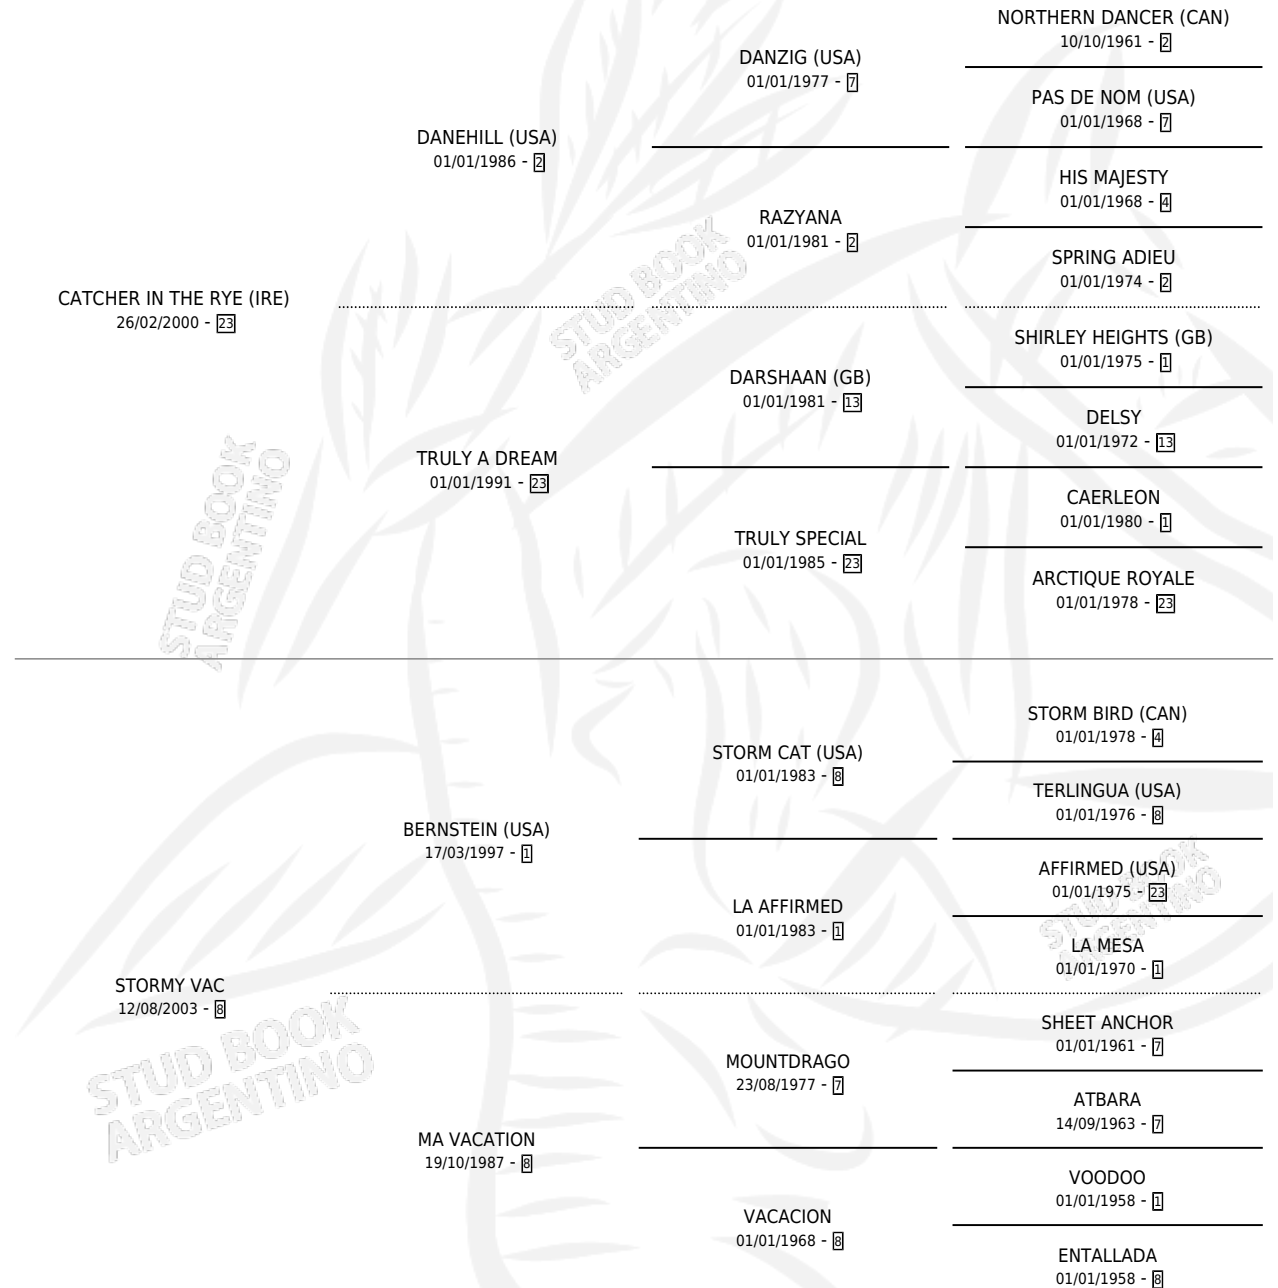 NORTHERN DANCER (CAN)
10/10/1961 - 2
DANZIG (USA)
01/01/1977 - 7
PAS DE NOM (USA)
01/01/1968 - 7
DANEHILL (USA)
01/01/1986 - 2
HIS MAJESTY
01/01/1968 - 4
RAZYANA
01/01/1981 - 2
SPRING ADIEU
01/01/1974 - 2
CATCHER IN THE RYE (IRE)
26/02/2000 - 23
SHIRLEY HEIGHTS (GB)
01/01/1975 - 1
DARSHAAN (GB)
01/01/1981 - 13
DELSY
01/01/1972 - 13
TRULY A DREAM
01/01/1991 - 23
CAERLEON
01/01/1980 - 1
TRULY SPECIAL
01/01/1985 - 23
ARCTIQUE ROYALE
01/01/1978 - 23
STORM BIRD (CAN)
01/01/1978 - 4
STORM CAT (USA)
01/01/1983 - 8
TERLINGUA (USA)
01/01/1976 - 8
BERNSTEIN (USA)
17/03/1997 - 1
AFFIRMED (USA)
01/01/1975 - 23
LA AFFIRMED
01/01/1983 - 1
LA MESA
01/01/1970 - 1
STORMY VAC
12/08/2003 - 8
SHEET ANCHOR
01/01/1961 - 7
MOUNTDRAGO
23/08/1977 - 7
ATBARA
14/09/1963 - 7
MA VACATION
19/10/1987 - 8
VOODOO
01/01/1958 - 1
VACACION
01/01/1968 - 8
ENTALLADA
01/01/1958 - 8
STUD BOOK
ARGENTINO
STUD BOOK
ARGENTINO
STUD BOOK
ARGENTINO
STUD BOOK
ARGENTINO